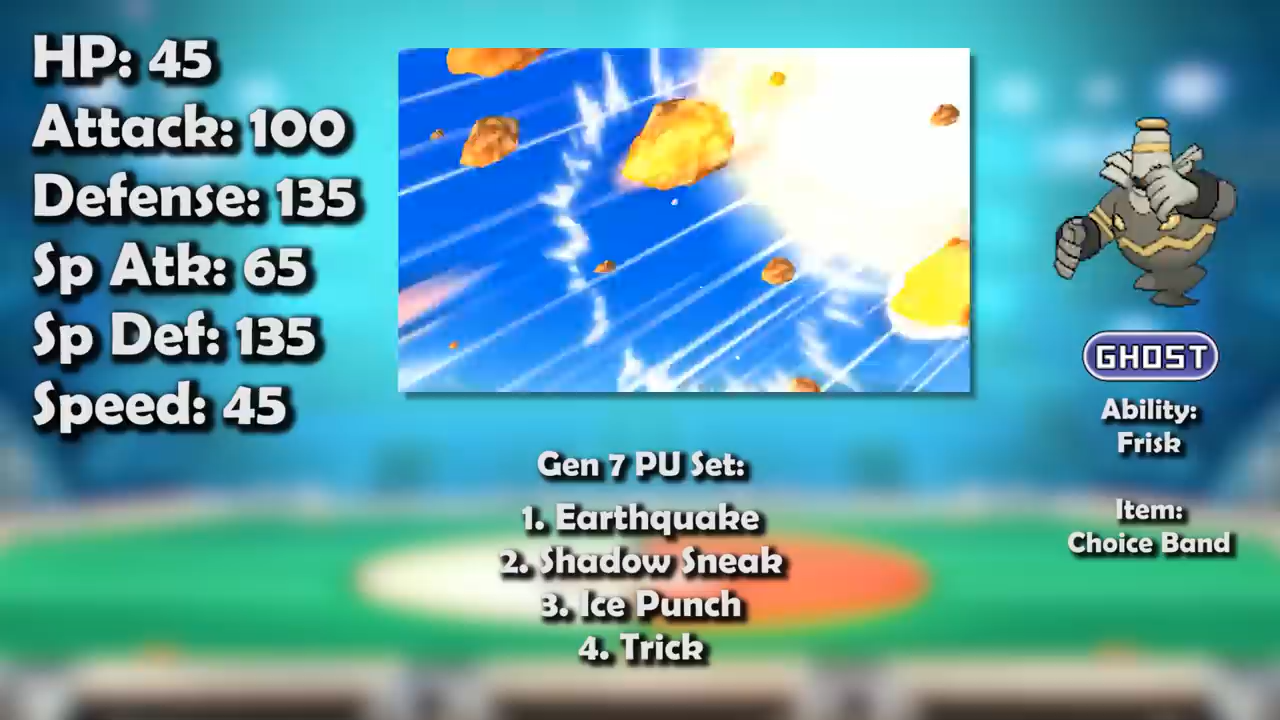 HP: 45
Attack: 100
Defense: 135
Sp Atk: 65
Sp Def: 135
Speed: 45
GHOST
Ability:
Frisk
Item:
Choice Band
Gen 7 PU Set:
1. Earthquake
2. Shadow Sneak
3. Ice Punch
4. Trick